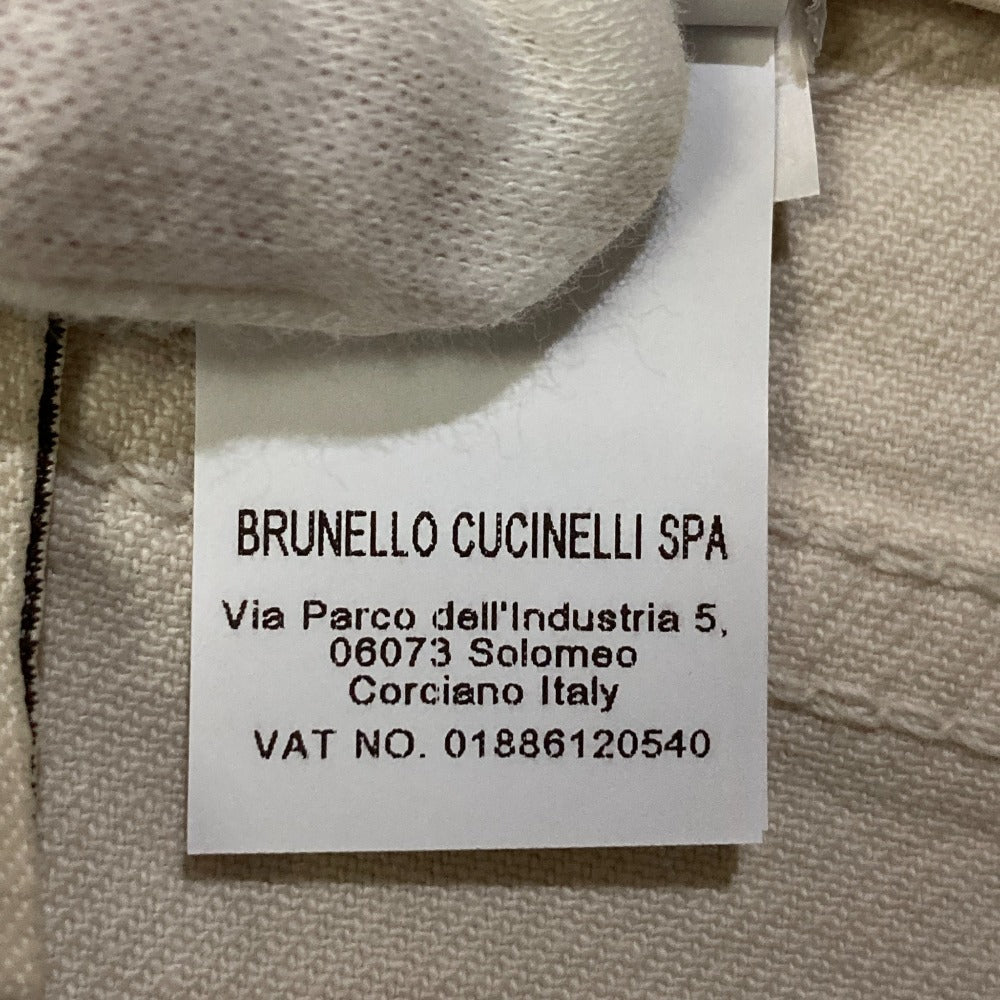 BRUNELLO CUCINELLI SPA
Via Parco dell'Industria 5,
06073 Solomeo
Corciano Italy
VAT NO. 01886120540